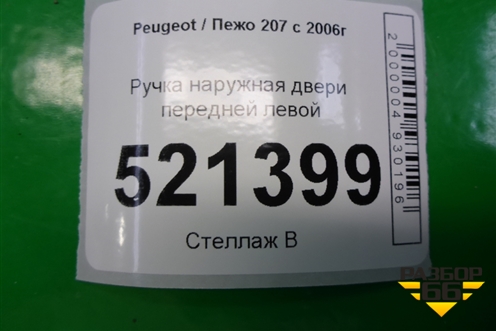 Peugeot / Пежо 207 с 2006г
Ручка наружная двери
передней левой
521399
Стеллаж В
2000004930196
РАЗБОР
66